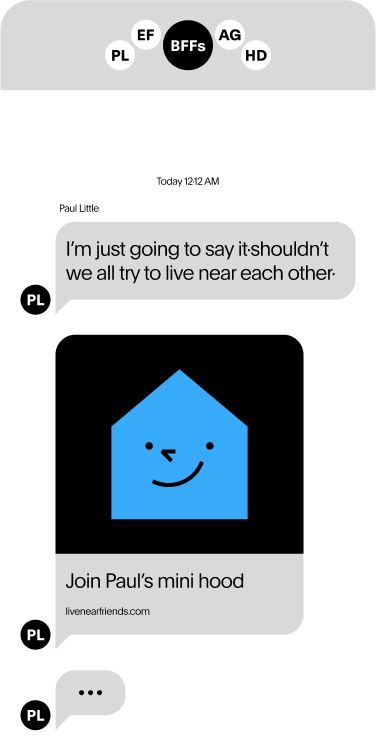 EF
BFFs
AG
PL
HD
Today 12:12 AM
Paul Little
I'm just going to say it·shouldn't
we all try to live near each other·
PL
Join Paul's mini hood
livenearfriends.com
PL
•••
PL